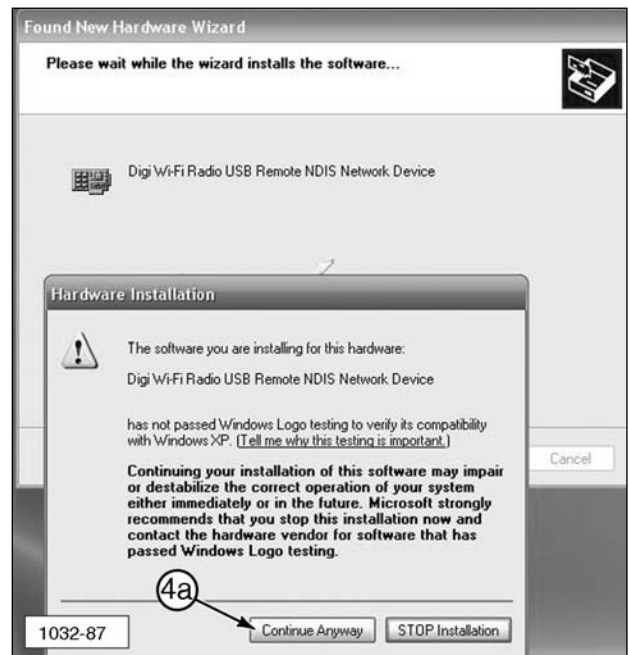 Found New Hardware Wizard
Please wait while the wizard installs the software...
Digi Wi-Fi Radio USB Remote NDIS Network Device
Hardware Installation
The software you are installing for this hardware:
Digi Wi-Fi Radio USB Remote NDIS Network Device
has not passed Windows Logo testing to verify its compatibility
with Windows XP. (Tell me why this testing is important.)
Continuing your installation of this software may impair
or destabilize the correct operation of your system
either immediately or in the future. Microsoft strongly
recommends that you stop this installation now and
contact the hardware vendor for software that has
passed Windows Logo testing.
Cancel
4a
Continue Anyway
STOP Installation
1032-87